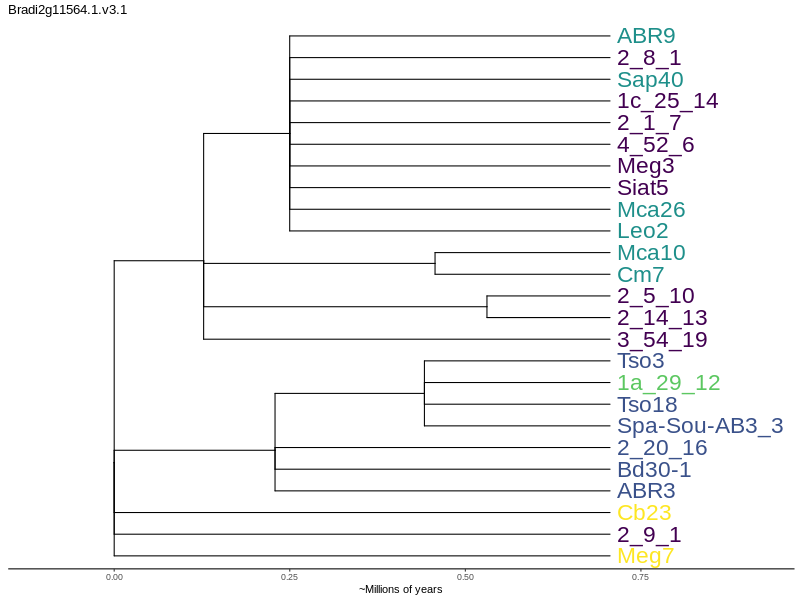 Bradi2g11564.1.v3.1
ABR9
2_8_1
Sap40
1c_25_14
2_1_7
4_52_6
Meg3
Siat5
Mca26
Leo2
Mca10
Cm7
2_5_10
2_14_13
3_54_19
Tso3
1a_29_12
Tso18
Spa-Sou-AB3_3
2_20_16
Bd30-1
ABR3
Cb23
2_9_1
Meg7
0.00 0.25 0.50 0.75
~Millions of years